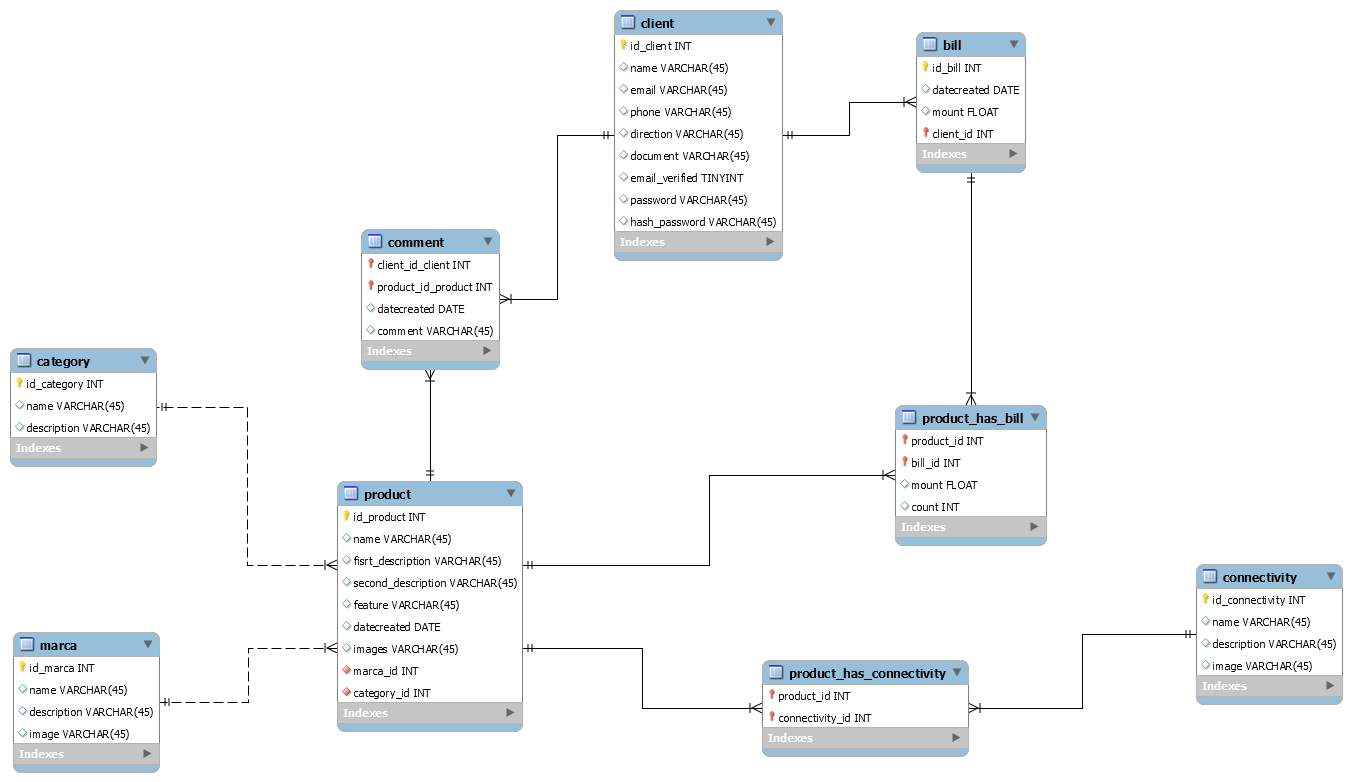 client
id_client INT
name VARCHAR(45)
email VARCHAR(45)
phone VARCHAR(45)
direction VARCHAR(45)
document VARCHAR(45)
email_verified TINYINT
password VARCHAR(45)
hash_password VARCHAR(45)
Indexes
bill
id_bill INT
datecreated DATE
mount FLOAT
client_id INT
Indexes
comment
client_id_client INT
product_id_product INT
datecreated DATE
comment VARCHAR(45)
Indexes
category
id_category INT
name VARCHAR(45)
description VARCHAR(45)
Indexes
product_has_bill
product_id INT
bill_id INT
mount FLOAT
count INT
Indexes
product
id_product INT
name VARCHAR(45)
fisrt_description VARCHAR(45)
second_description VARCHAR(45)
feature VARCHAR(45)
datecreated DATE
images VARCHAR(45)
marca_id INT
category_id INT
Indexes
connectivity
id_connectivity INT
name VARCHAR(45)
description VARCHAR(45)
image VARCHAR(45)
Indexes
marca
id_marca INT
name VARCHAR(45)
description VARCHAR(45)
image VARCHAR(45)
Indexes
product_has_connectivity
product_id INT
connectivity_id INT
Indexes